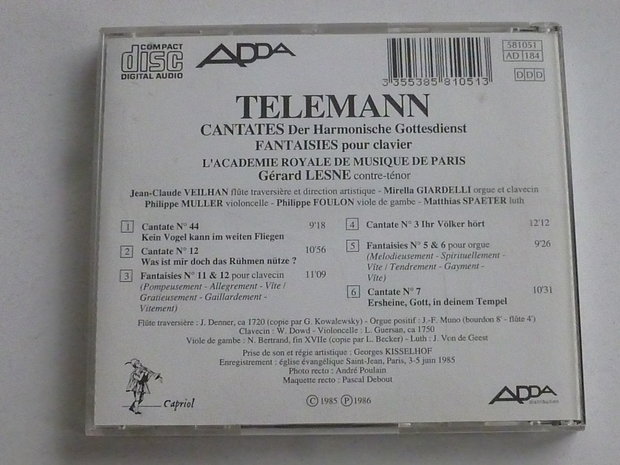 COMPACT
disc
DIGITAL AUDIO
ADDA
581051
AD 184
DDD
3 355385 810513
TELEMANN
CANTATES Der Harmonische Gottesdienst
FANTAISIES pour clavier
L'ACADEMIE ROYALE DE MUSIQUE DE PARIS
Gérard LESNE contre-ténor
Jean-Claude VEILHAN flûte traversière et direction artistique - Mirella GIARDELLI orgue et clavecin
Philippe MULLER violoncelle - Philippe FOULON viole de gambe - Matthias SPAETER luth
1 Cantate N° 44 9'18
Kein Vogel kann im weiten Fliegen
2 Cantate N° 12 10'56
Was ist mir doch das Rühmen nütze ?
3 Fantaisies N° 11 & 12 pour clavecin 11'09
(Pompeusement - Allegrement - Vîte /
Gratieusement - Gaillardement -
Vitement)
4 Cantate N° 3 Ihr Völker hört 12'12
5 Fantaisies N° 5 & 6 pour orgue 9'26
(Melodieusement - Spirituellement -
Vîte / Tendrement - Gayment -
Vîte)
6 Cantate N° 7 10'31
Ersheine, Gott, in deinem Tempel
Flûte traversière : J. Denner, ca 1720 (copie par G. Kowalewsky) - Orgue positif : J.-F. Muno (bourdon 8' - flûte 4')
Clavecin : W. Dowd - Violoncelle : L. Guersan, ca 1750
Viole de gambe : N. Bertrand, fin XVIIe (copie par L. Becker) - Luth : J. Von de Geest
Prise de son et régie artistique : Georges KISSELHOF
Enregistrement : église évangélique Saint-Jean, Paris, 3-5 juin 1985
Photo recto : André Poulain
Maquette recto : Pascal Debout
Capriol
© 1985 ℗ 1986
ADDA
distribution